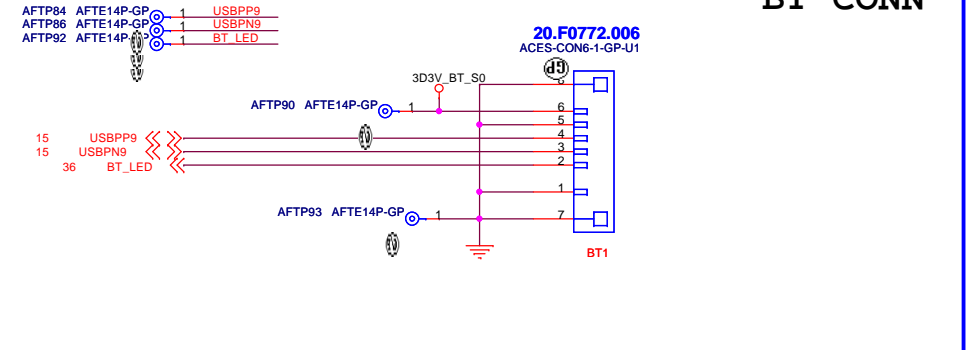 BT CONN
AFTP84 AFTE14P-GP 1 USBPP9
AFTP86 AFTE14P-GP 1 USBPN9
AFTP92 AFTE14P-GP 1 BT_LED
20.F0772.006
ACES-CON6-1-GP-U1
GP
3D3V_BT_S0
8
AFTP90 AFTE14P-GP 1 6
5
15 USBPP9 4
15 USBPN9 3
36 BT_LED 2
1
AFTP93 AFTE14P-GP 1 7
BT1